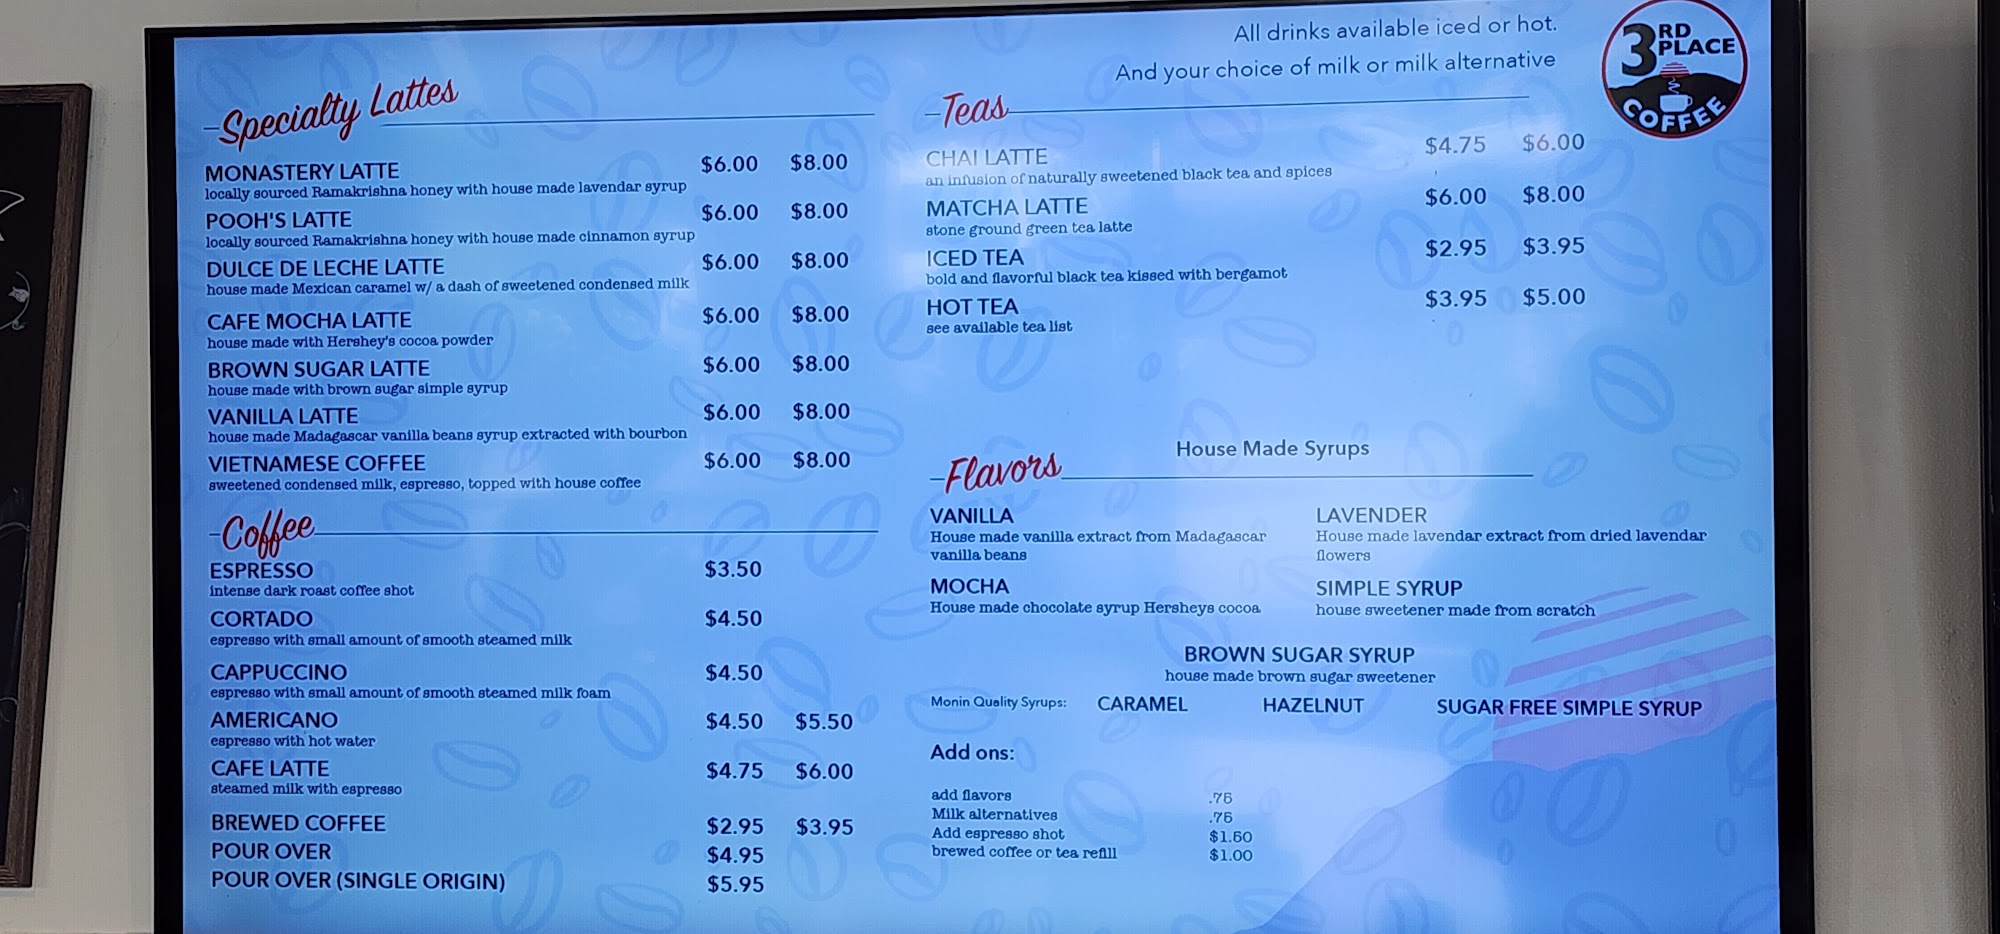 All drinks available iced or hot.
And your choice of milk or milk alternative
3RD PLACE COFFEE
Specialty Lattes
MONASTERY LATTE $6.00 $8.00
locally sourced Ramakrishna honey with house made lavendar syrup
POOH'S LATTE $6.00 $8.00
locally sourced Ramakrishna honey with house made cinnamon syrup
DULCE DE LECHE LATTE $6.00 $8.00
house made Mexican caramel w/ a dash of sweetened condensed milk
CAFE MOCHA LATTE $6.00 $8.00
house made with Hershey's cocoa powder
BROWN SUGAR LATTE $6.00 $8.00
house made with brown sugar simple syrup
VANILLA LATTE $6.00 $8.00
house made Madagascar vanilla beans syrup extracted with bourbon
VIETNAMESE COFFEE $6.00 $8.00
sweetened condensed milk, espresso, topped with house coffee
Coffee
ESPRESSO $3.50
intense dark roast coffee shot
CORTADO $4.50
espresso with small amount of smooth steamed milk
CAPPUCCINO $4.50
espresso with small amount of smooth steamed milk foam
AMERICANO $4.50 $5.50
espresso with hot water
CAFE LATTE $4.75 $6.00
steamed milk with espresso
BREWED COFFEE $2.95 $3.95
POUR OVER $4.95
POUR OVER (SINGLE ORIGIN) $5.95
Teas
CHAI LATTE $4.75 $6.00
an infusion of naturally sweetened black tea and spices
MATCHA LATTE $6.00 $8.00
stone ground green tea latte
ICED TEA $2.95 $3.95
bold and flavorful black tea kissed with bergamot
HOT TEA $3.95 $5.00
see available tea list
House Made Syrups
Flavors
VANILLA
House made vanilla extract from Madagascar
vanilla beans
LAVENDER
House made lavendar extract from dried lavendar
flowers
MOCHA
House made chocolate syrup Hersheys cocoa
SIMPLE SYRUP
house sweetener made from scratch
BROWN SUGAR SYRUP
house made brown sugar sweetener
Monin Quality Syrups: CARAMEL HAZELNUT SUGAR FREE SIMPLE SYRUP
Add ons:
add flavors .75
Milk alternatives .75
Add espresso shot $1.50
brewed coffee or tea refill $1.00